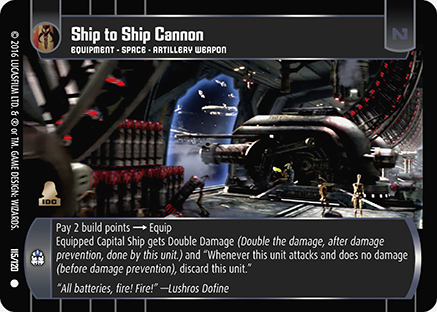 Ship to Ship Cannon
N
EQUIPMENT • SPACE • ARTILLERY WEAPON
IDC
Pay 2 build points → Equip
Equipped Capital Ship gets Double Damage (Double the damage, after damage
prevention, done by this unit.) and "Whenever this unit attacks and does no damage
(before damage prevention), discard this unit."
"All batteries, fire! Fire!" —Lushros Dofine
© 2016 LUCASFILM LTD. & ® or TM. GAME DESIGN: WIZARDS.